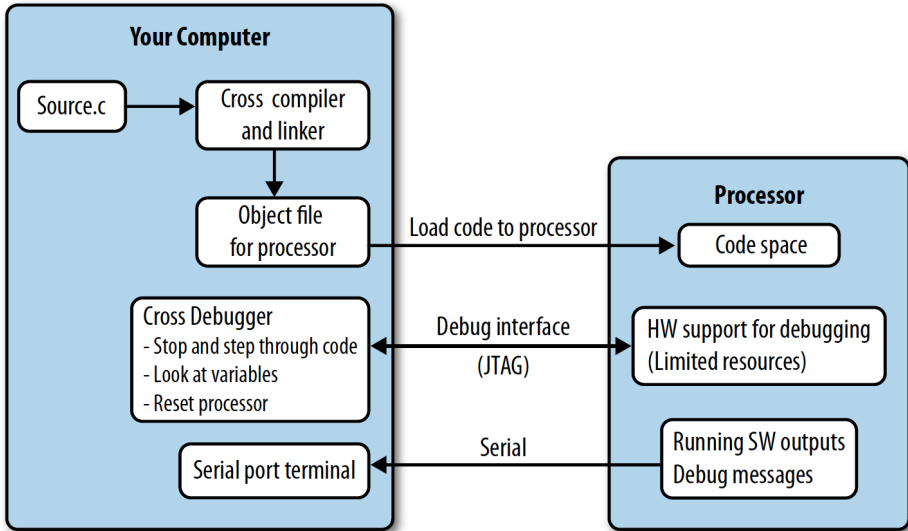 Your Computer
Source.c
Cross compiler
and linker
Object file
for processor
Load code to processor
Processor
Code space
Cross Debugger
- Stop and step through code
- Look at variables
- Reset processor
Debug interface
(JTAG)
HW support for debugging
(Limited resources)
Serial port terminal
Serial
Running SW outputs
Debug messages